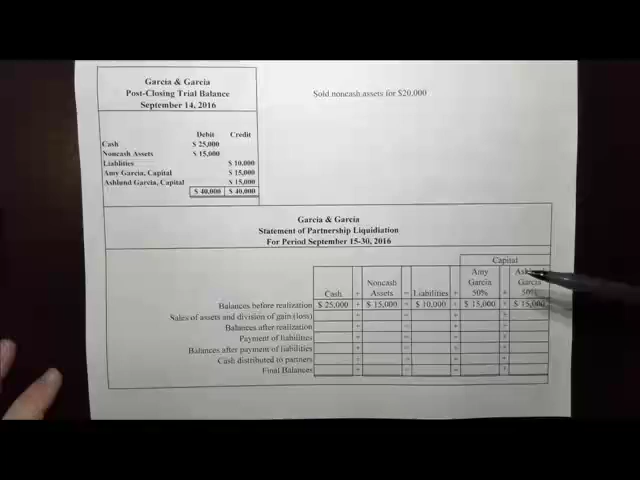 Garcia & Garcia
Post-Closing Trial Balance
September 14, 2016
Debit Credit
Cash $ 25,000
Noncash Assets $ 15,000
Liablities $ 10,000
Amy Garcia, Capital $ 15,000
Ashlund Garcia, Capital $ 15,000
$ 40,000 $ 40,000
Sold noncash assets for $20,000
Garcia & Garcia
Statement of Partnership Liquidiation
For Period September 15-30, 2016
Capital
Amy
Garcia Garcia
Noncash
Cash + Assets = Liabilities + 50% + 50%
Balances before realization $ 25,000 + $ 15,000 = $ 10,000 + $ 15,000 + $ 15,000
Sales of assets and division of gain (loss) + = + +
Balances after realization + = + +
Payment of liabilities + = + +
Balances after payment of liabilities + = + +
Cash distributed to partners + = + +
Final Balances + = + +